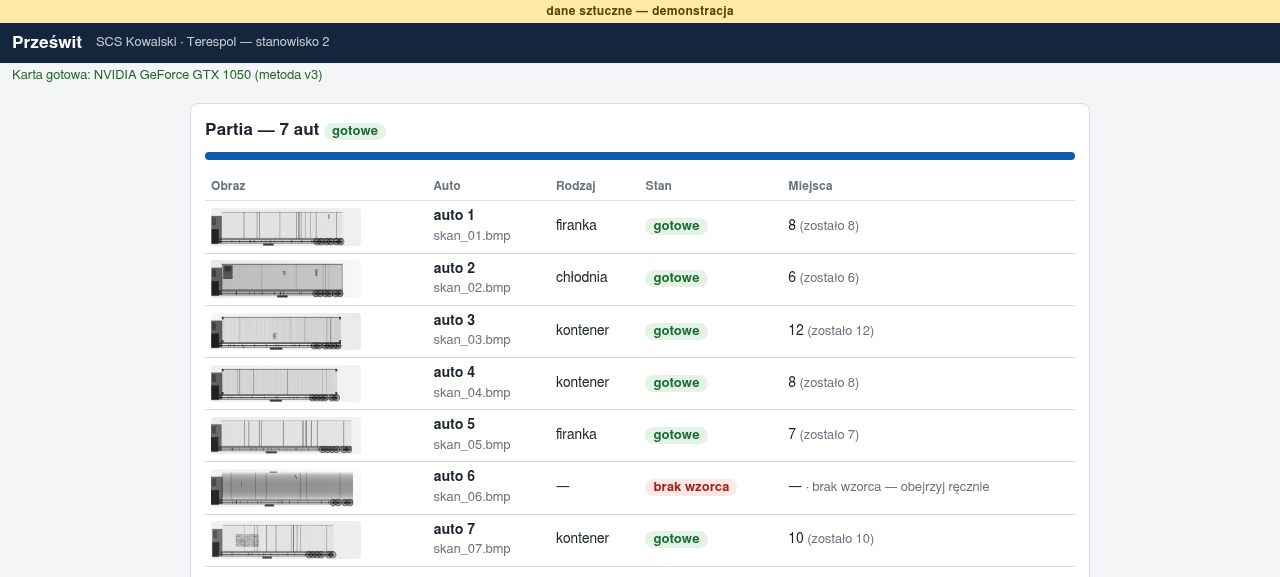 dane sztuczne — demonstracja
Prześwit SCS Kowalski · Terespol — stanowisko 2
Karta gotowa: NVIDIA GeForce GTX 1050 (metoda v3)
Partia — 7 aut gotowe
Obraz Auto Rodzaj Stan Miejsca
auto 1
skan_01.bmp
firanka gotowe 8 (zostało 8)
auto 2
skan_02.bmp
chłodnia gotowe 6 (zostało 6)
auto 3
skan_03.bmp
kontener gotowe 12 (zostało 12)
auto 4
skan_04.bmp
kontener gotowe 8 (zostało 8)
auto 5
skan_05.bmp
firanka gotowe 7 (zostało 7)
auto 6
skan_06.bmp
— brak wzorca — · brak wzorca — obejrzyj ręcznie
auto 7
skan_07.bmp
kontener gotowe 10 (zostało 10)